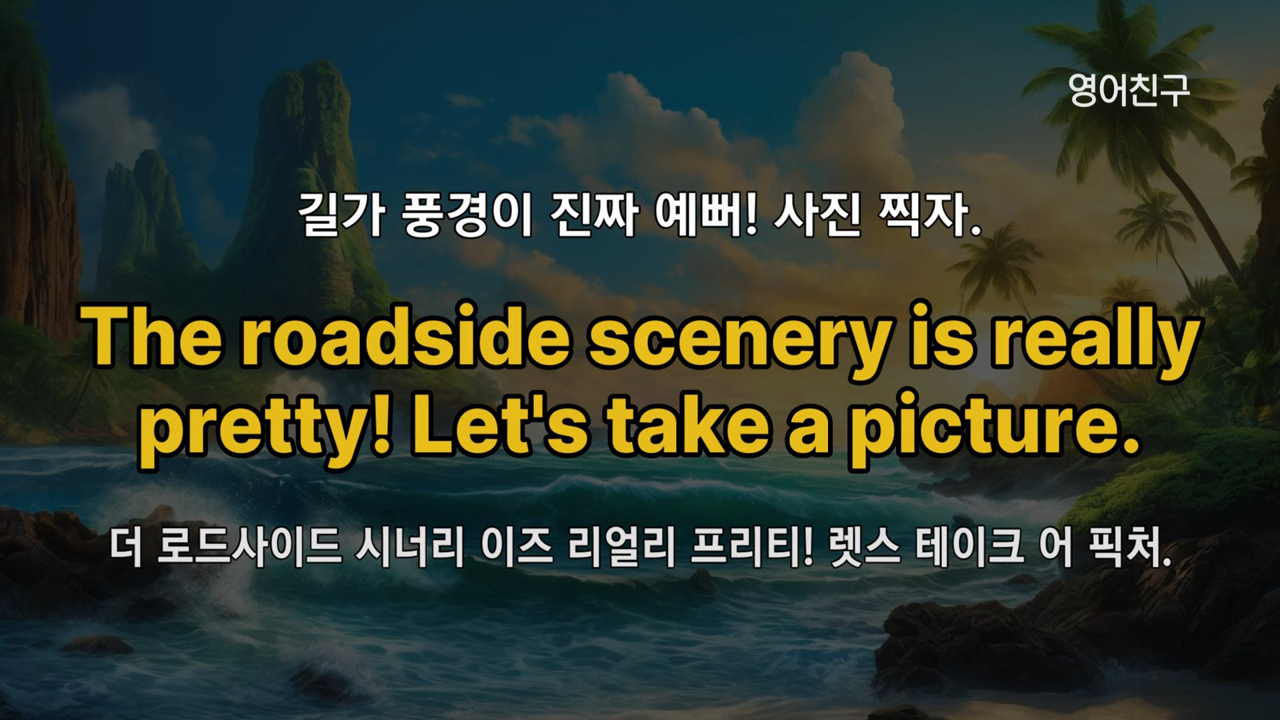 영어친구
길가 풍경이 진짜 예뻐! 사진 찍자.
The roadside scenery is really
pretty! Let's take a picture.
더 로드사이드 시너리 이즈 리얼리 프리티! 렛스 테이크 어 픽처.